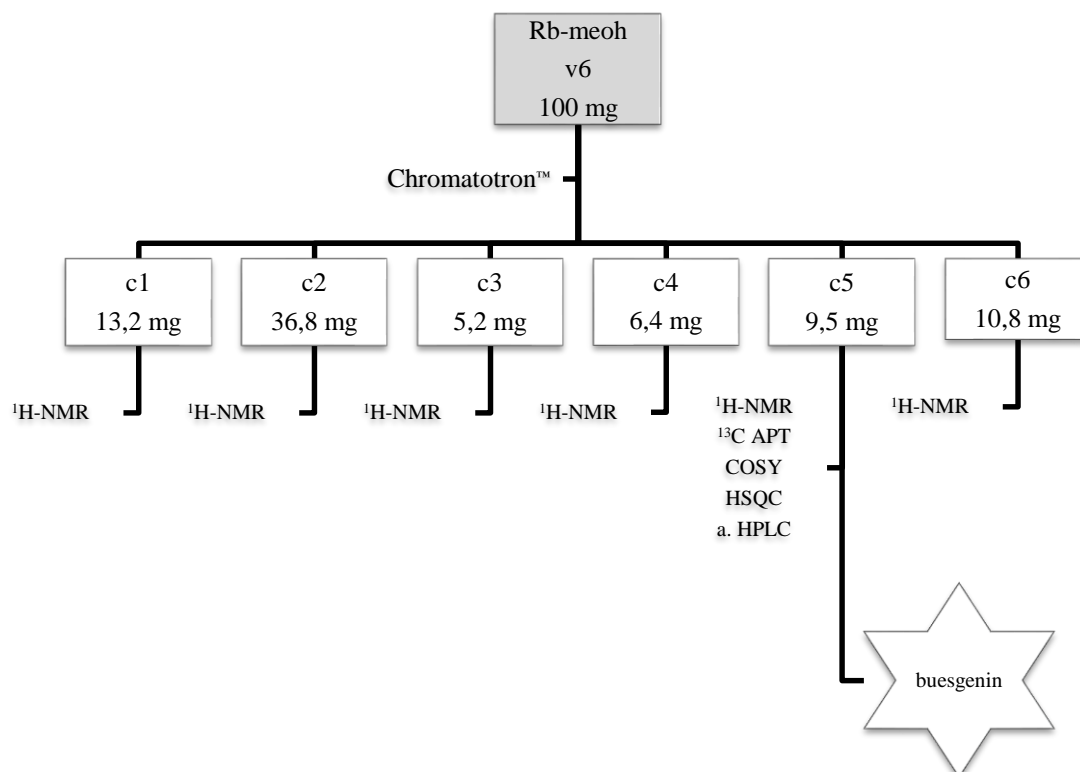 Rb-meoh
v6
100 mg
Chromatotron™
c1
13,2 mg
c2
36,8 mg
c3
5,2 mg
c4
6,4 mg
c5
9,5 mg
c6
10,8 mg
¹H-NMR
¹H-NMR
¹H-NMR
¹H-NMR
¹H-NMR
¹³C APT
COSY
HSQC
a. HPLC
¹H-NMR
buesgenin